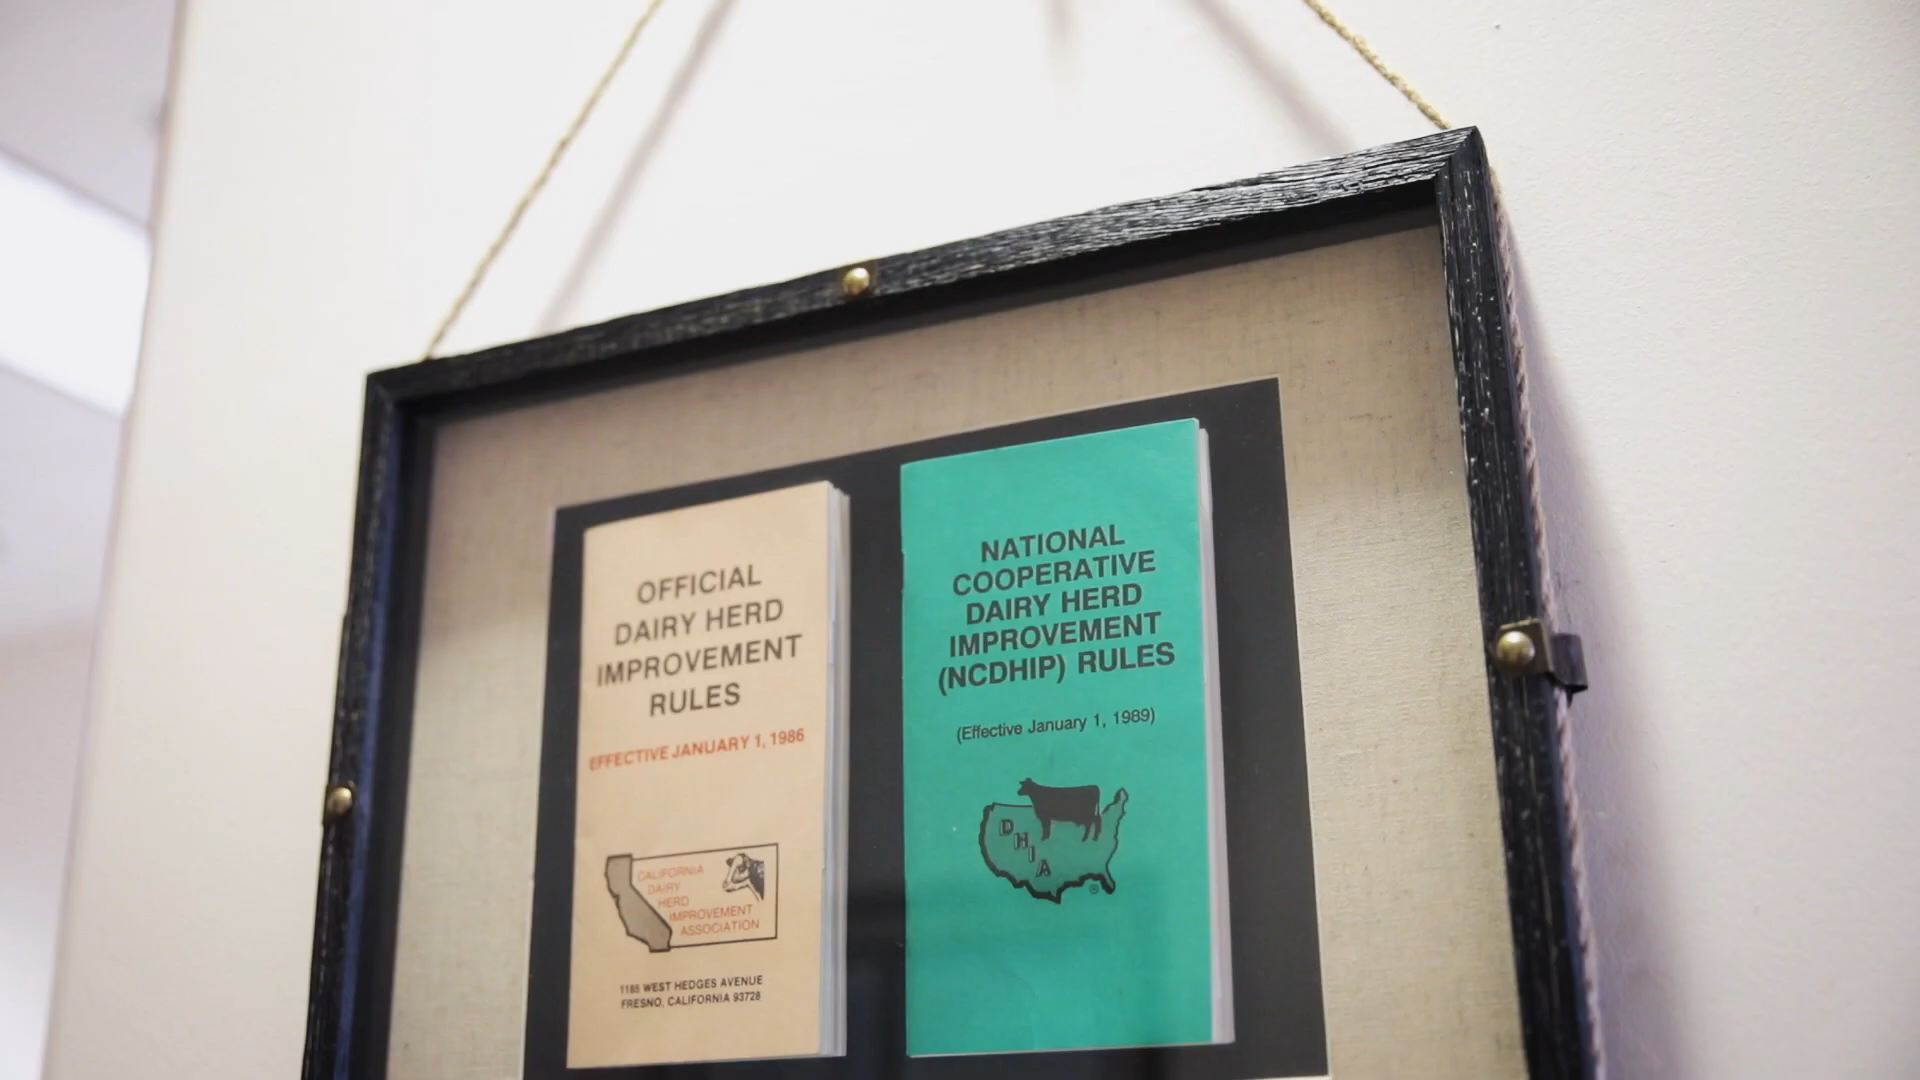 OFFICIAL
DAIRY HERD
IMPROVEMENT
RULES
EFFECTIVE JANUARY 1, 1986
CALIFORNIA
DAIRY
HERD
IMPROVEMENT
ASSOCIATION
1185 WEST HEDGES AVENUE
FRESNO, CALIFORNIA 93728
NATIONAL
COOPERATIVE
DAIRY HERD
IMPROVEMENT
(NCDHIP) RULES
(Effective January 1, 1989)
DHIA
®